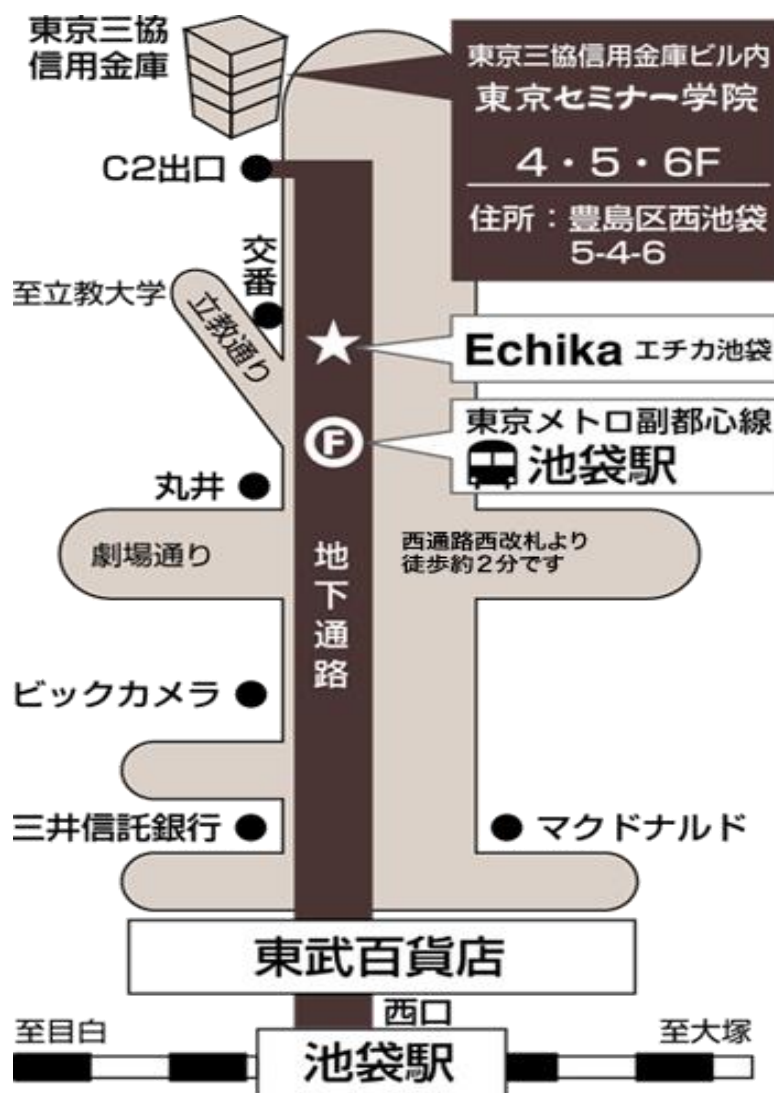 東京三協
信用金庫
東京三協信用金庫ビル内
東京セミナー学院
4・5・6F
住所：豊島区西池袋
5-4-6
C2出口
交番
至立教大学
立教通り
Echika エチカ池袋
F
東京メトロ副都心線
池袋駅
丸井
劇場通り
西通路西改札より
徒歩約2分です
地下通路
ビックカメラ
三井信託銀行
マクドナルド
東武百貨店
西口
至目白
至大塚
池袋駅